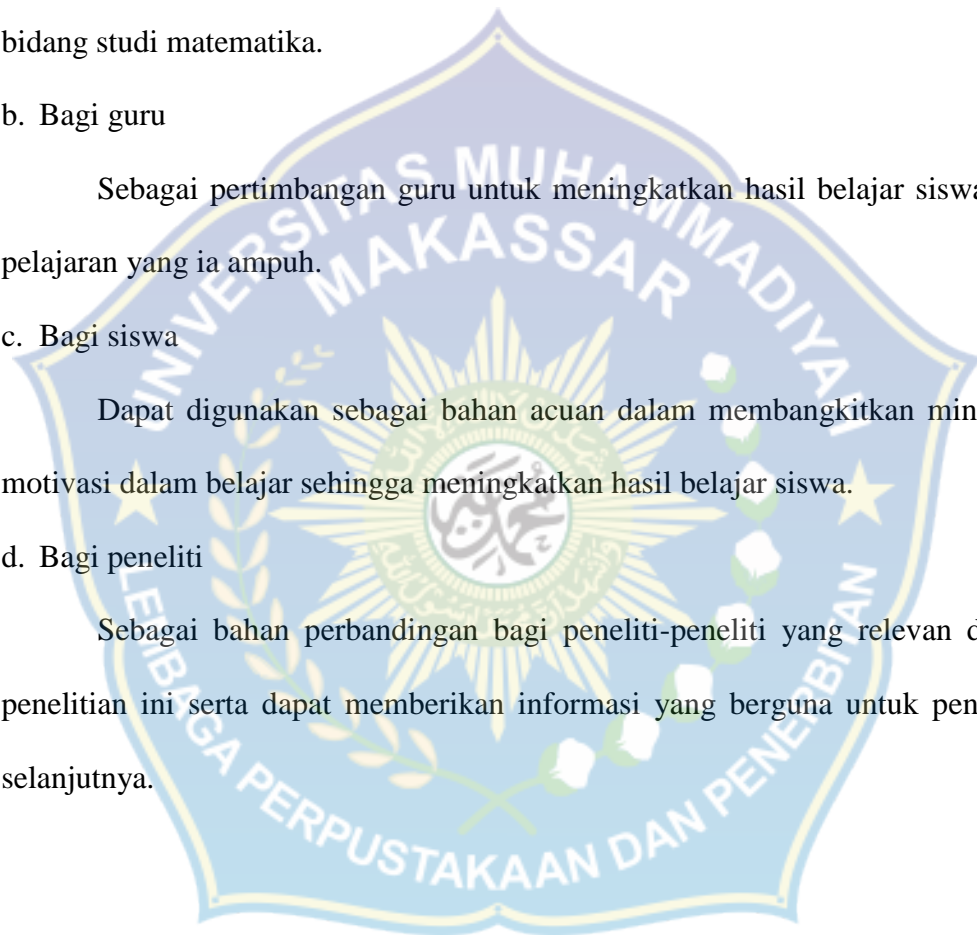 bidang studi matematika.
b. Bagi guru
Sebagai pertimbangan guru untuk meningkatkan hasil belajar siswa
pelajaran yang ia ampuh.
c. Bagi siswa
Dapat digunakan sebagai bahan acuan dalam membangkitkan min
motivasi dalam belajar sehingga meningkatkan hasil belajar siswa.
d. Bagi peneliti
Sebagai bahan perbandingan bagi peneliti-peneliti yang relevan d
penelitian ini serta dapat memberikan informasi yang berguna untuk pen
selanjutnya.
UNIVERSITAS MUHAMMADIYAH
MAKASSAR
LEMBAGA PERPUSTAKAAN DAN PENERBITAN